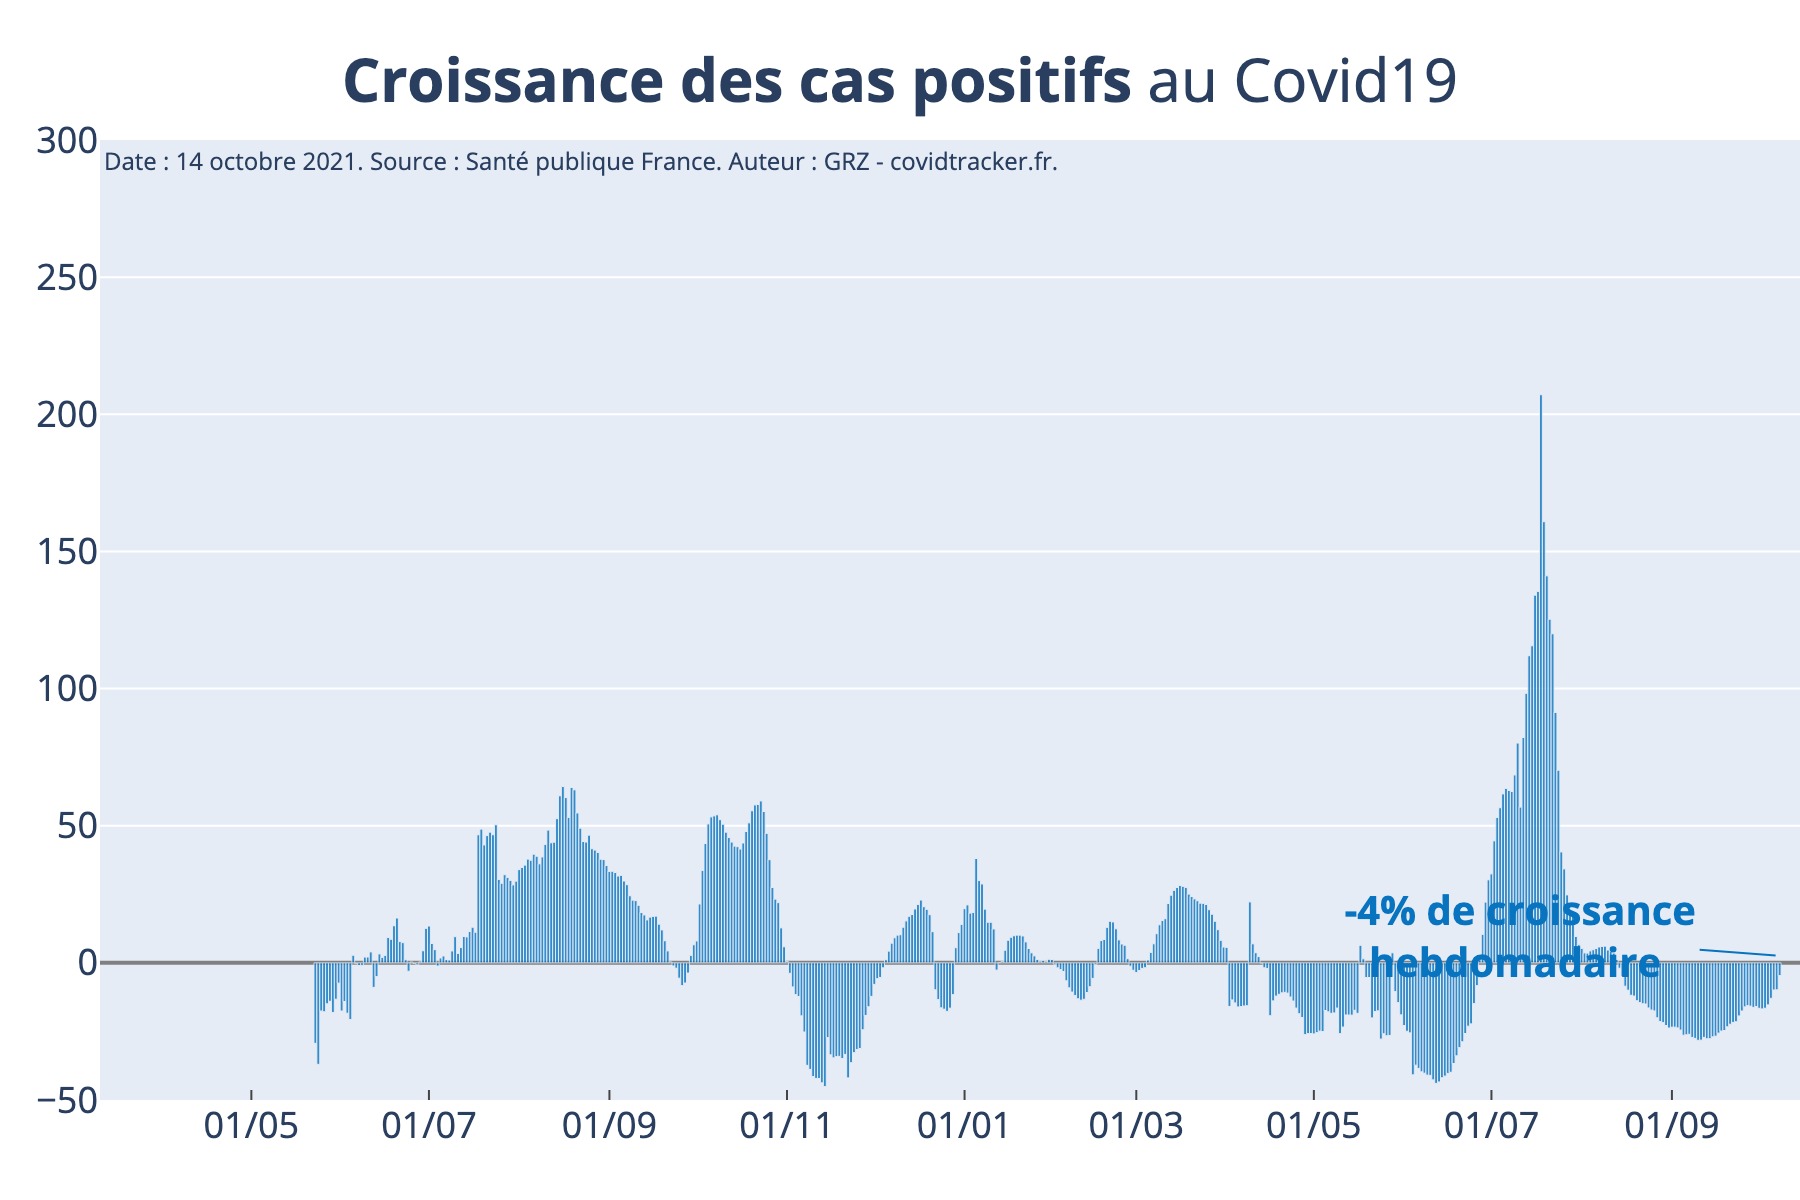 Croissance des cas positifs au Covid19
300
Date : 14 octobre 2021. Source : Santé publique France. Auteur : GRZ - covidtracker.fr.
250
200
150
100
50
-4% de croissance
hebdomadaire
0
−50
01/05 01/07 01/09 01/11 01/01 01/03 01/05 01/07 01/09